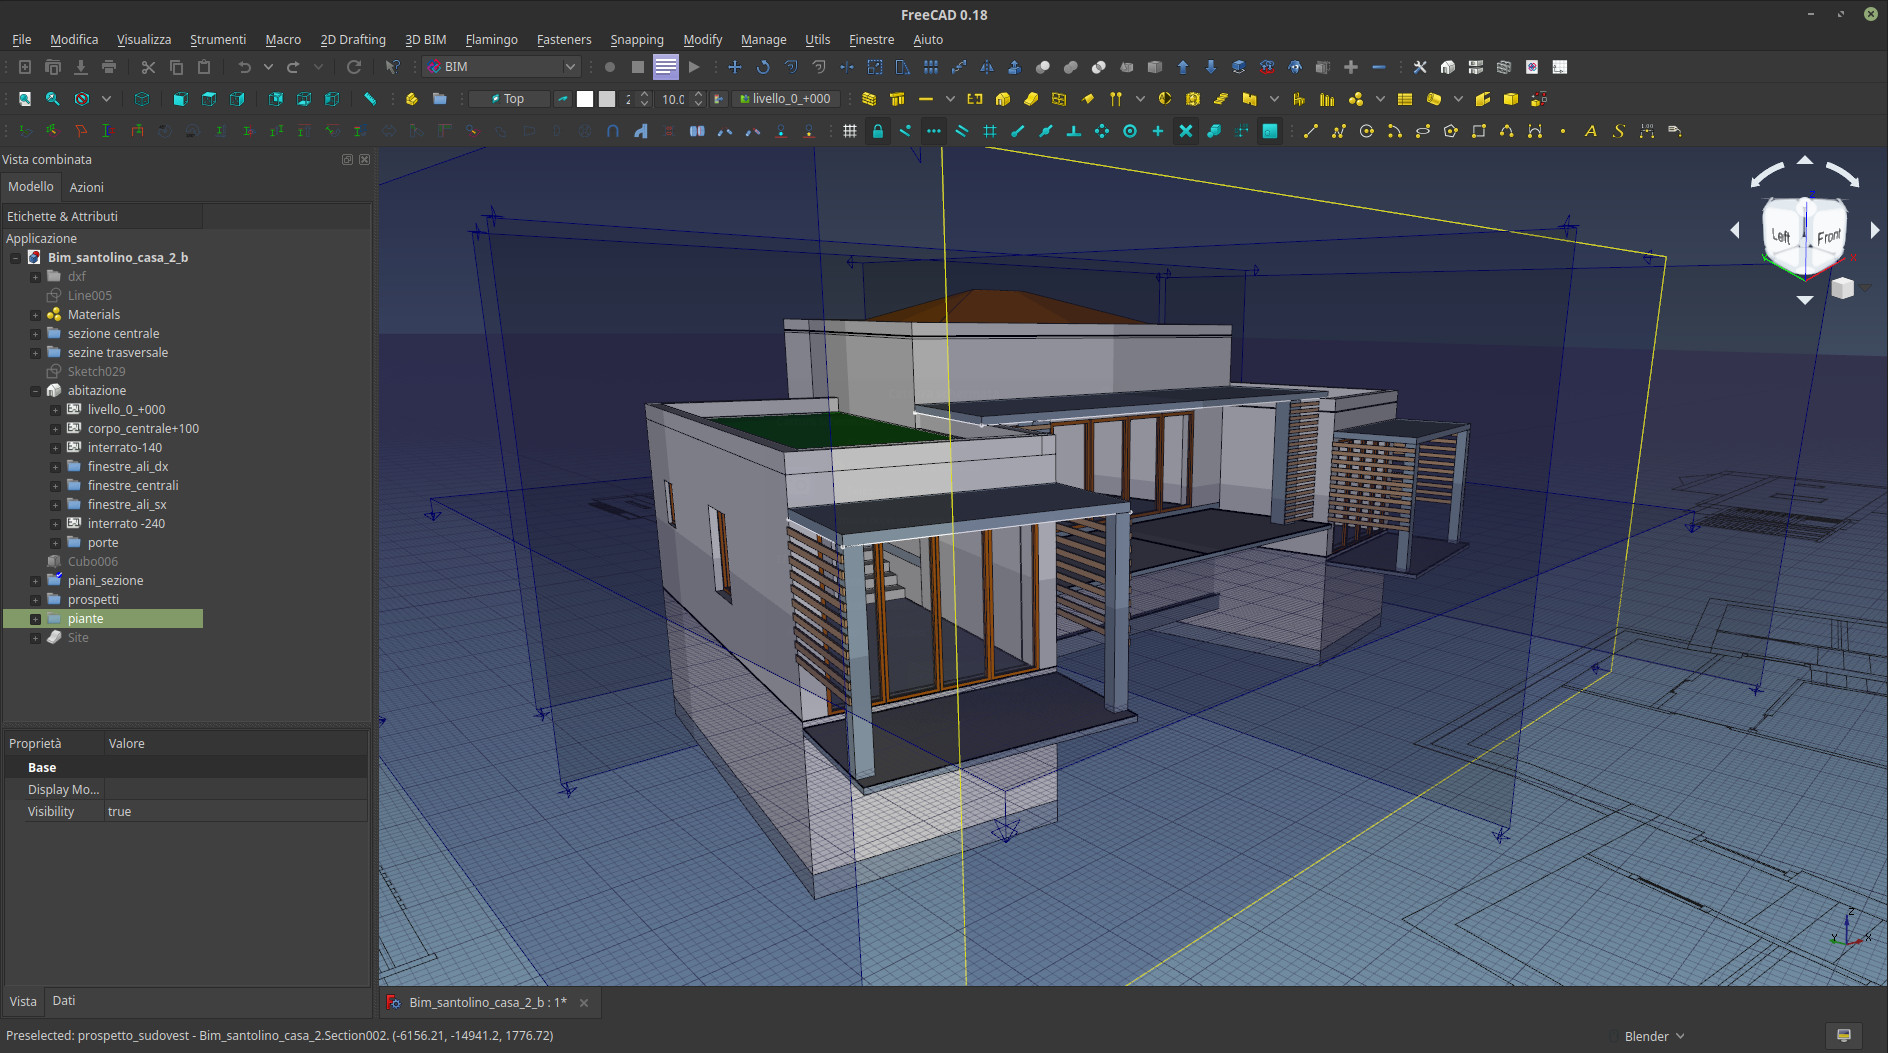 FreeCAD 0.18
File Modifica Visualizza Strumenti Macro 2D Drafting 3D BIM Flamingo Fasteners Snapping Modify Manage Utils Finestre Aiuto
BIM
Top 2 10.0 livello_0_+000
Vista combinata
Modello Azioni
Etichette & Attributi
Applicazione
Bim_santolino_casa_2_b
dxf
Line005
Materials
sezione centrale
sezine trasversale
Sketch029
abitazione
livello_0_+000
corpo_centrale+100
interrato-140
finestre_ali_dx
finestre_centrali
finestre_ali_sx
interrato -240
porte
Cubo006
piani_sezione
prospetti
piante
Site
Left Front
Z
X
Proprietà Valore
Base
Display Mo...
Visibility true
Z
Y X
Vista Dati
Bim_santolino_casa_2_b : 1*
Preselected: prospetto_sudovest - Bim_santolino_casa_2.Section002. (-6156.21, -14941.2, 1776.72)
Blender